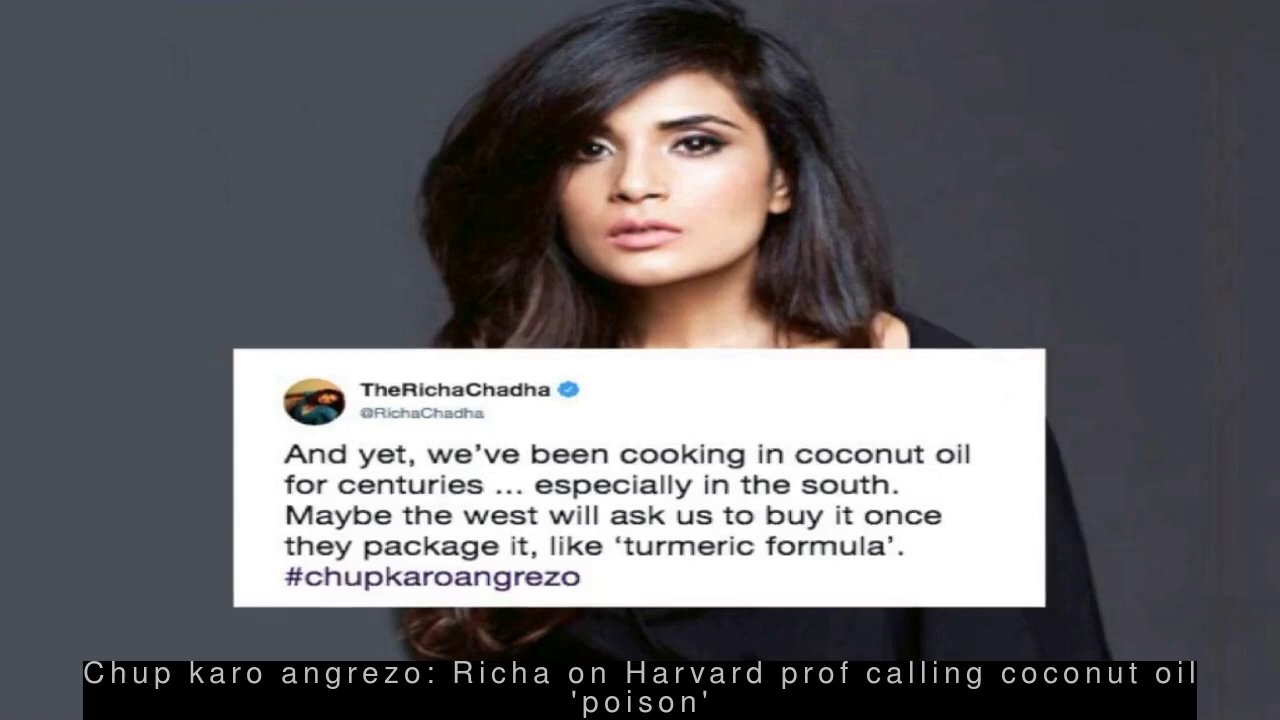 TheRichaChadha
@RichaChadha
And yet, we’ve been cooking in coconut oil
for centuries ... especially in the south.
Maybe the west will ask us to buy it once
they package it, like ‘turmeric formula’.
#chupkaroangrezo
Chup karo angrezo: Richa on Harvard prof calling coconut oil
'poison'